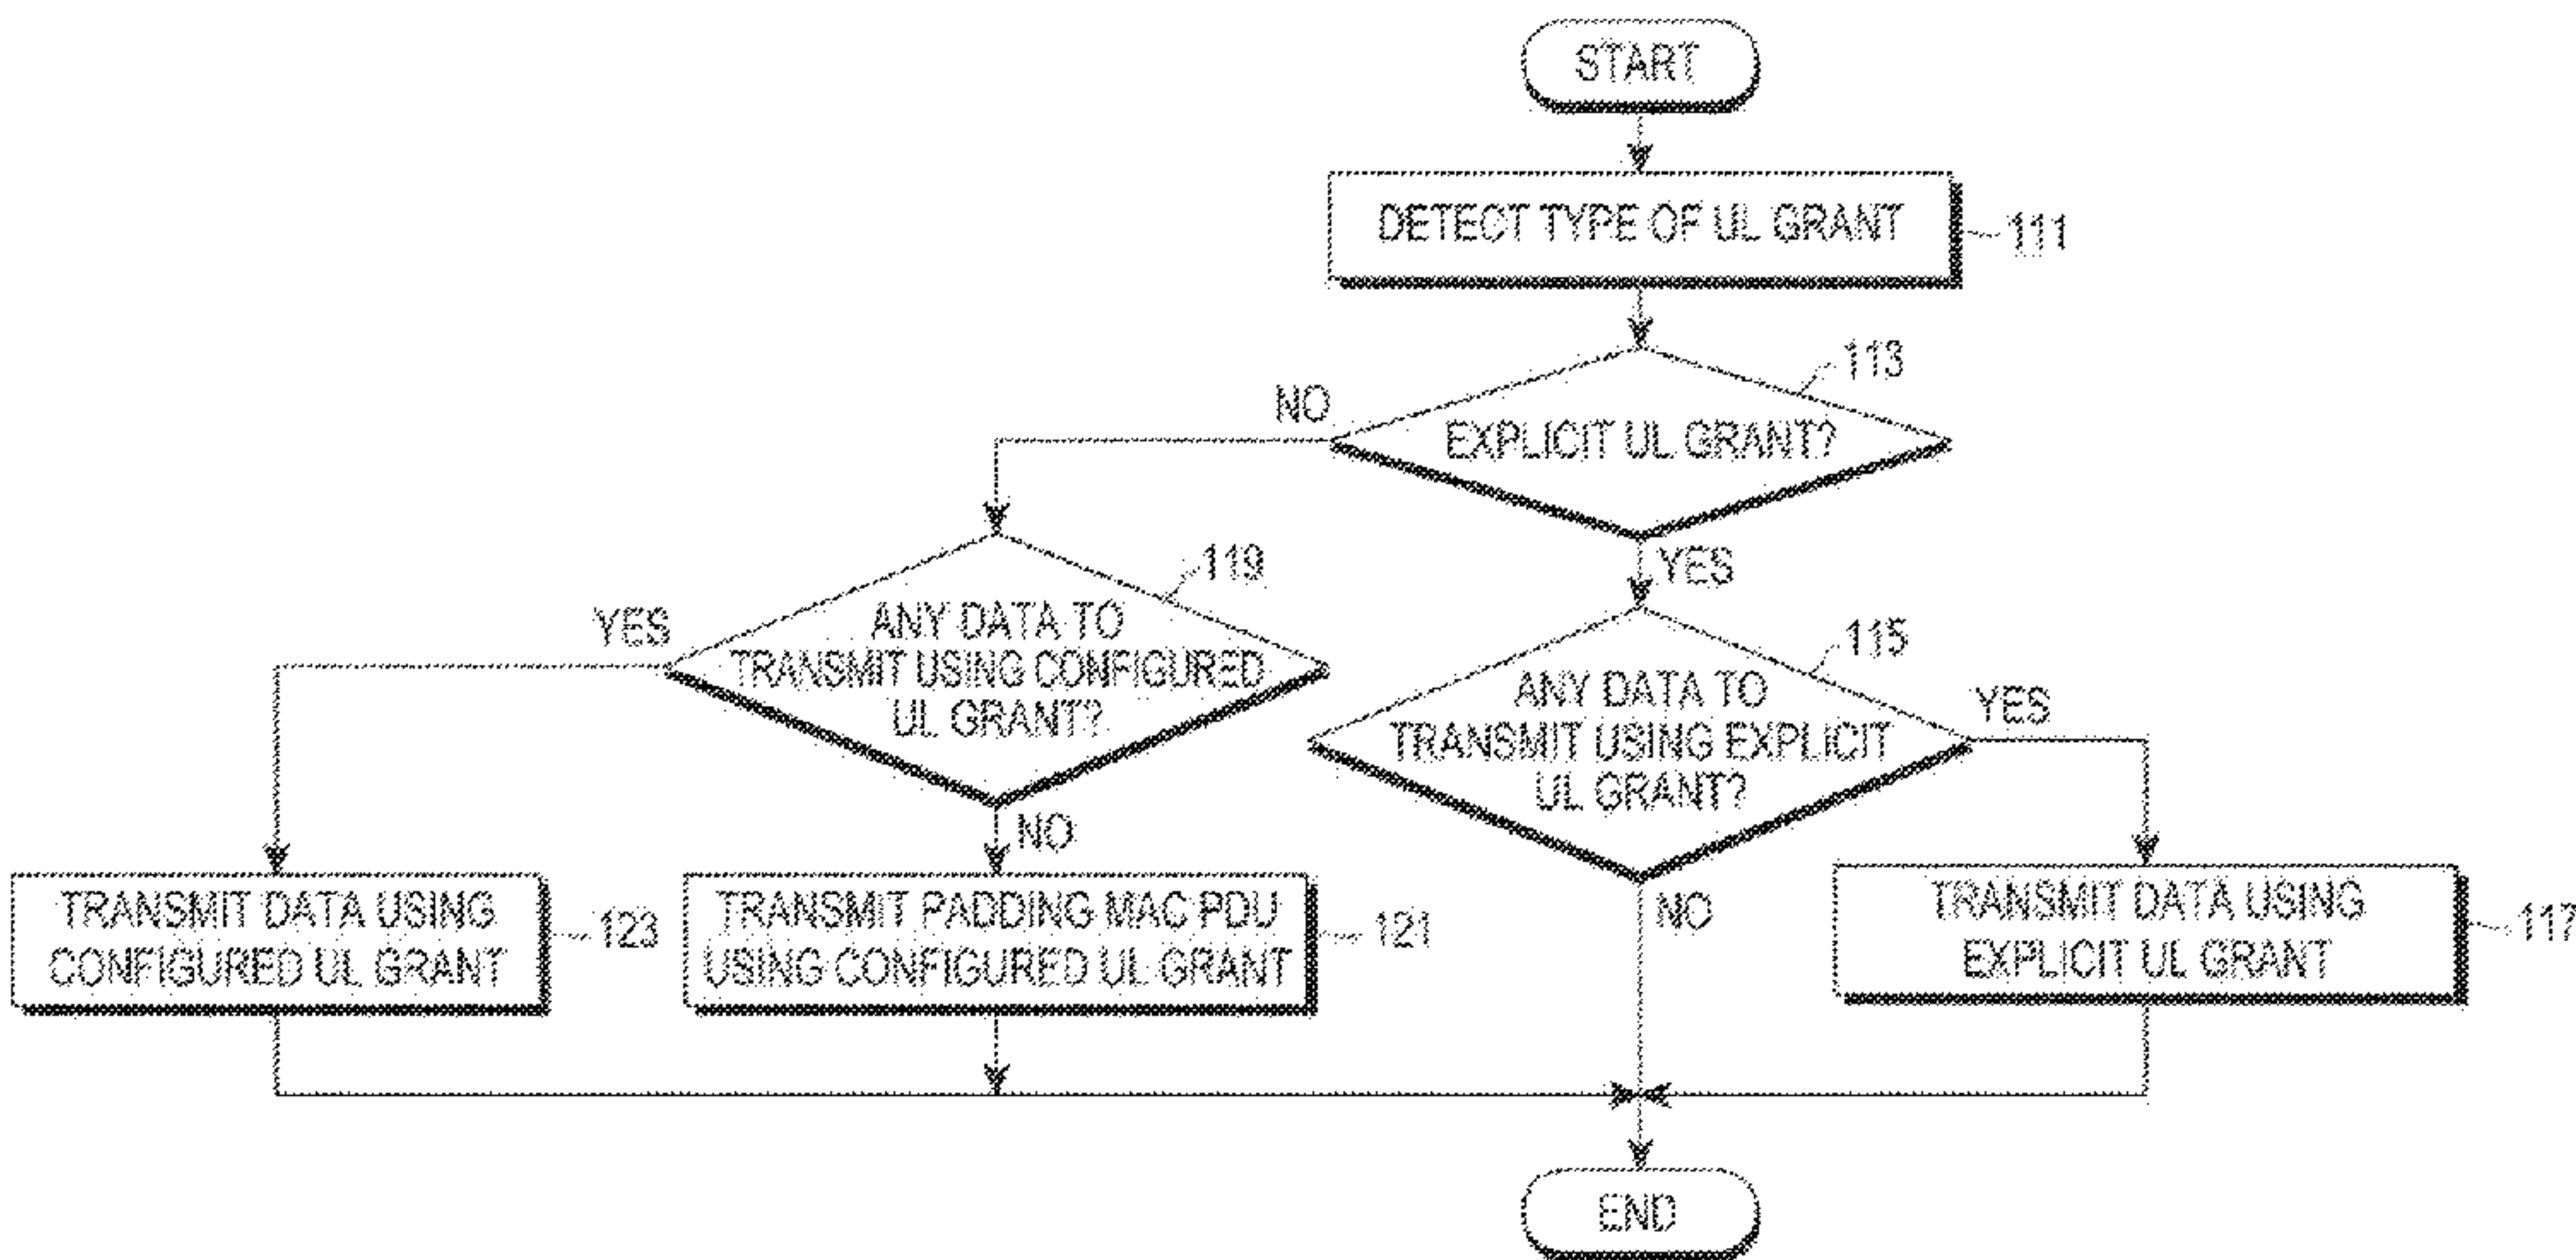 START
DETECT TYPE OF UL GRANT
111
113
NO
EXPLICIT UL GRANT?
YES
119
YES
ANY DATA TO
TRANSMIT USING CONFIGURED
UL GRANT?
NO
115
ANY DATA TO
TRANSMIT USING EXPLICIT
UL GRANT?
YES
NO
TRANSMIT DATA USING
CONFIGURED UL GRANT
123
TRANSMIT PADDING MAC PDU
USING CONFIGURED UL GRANT
121
TRANSMIT DATA USING
EXPLICIT UL GRANT
117
END